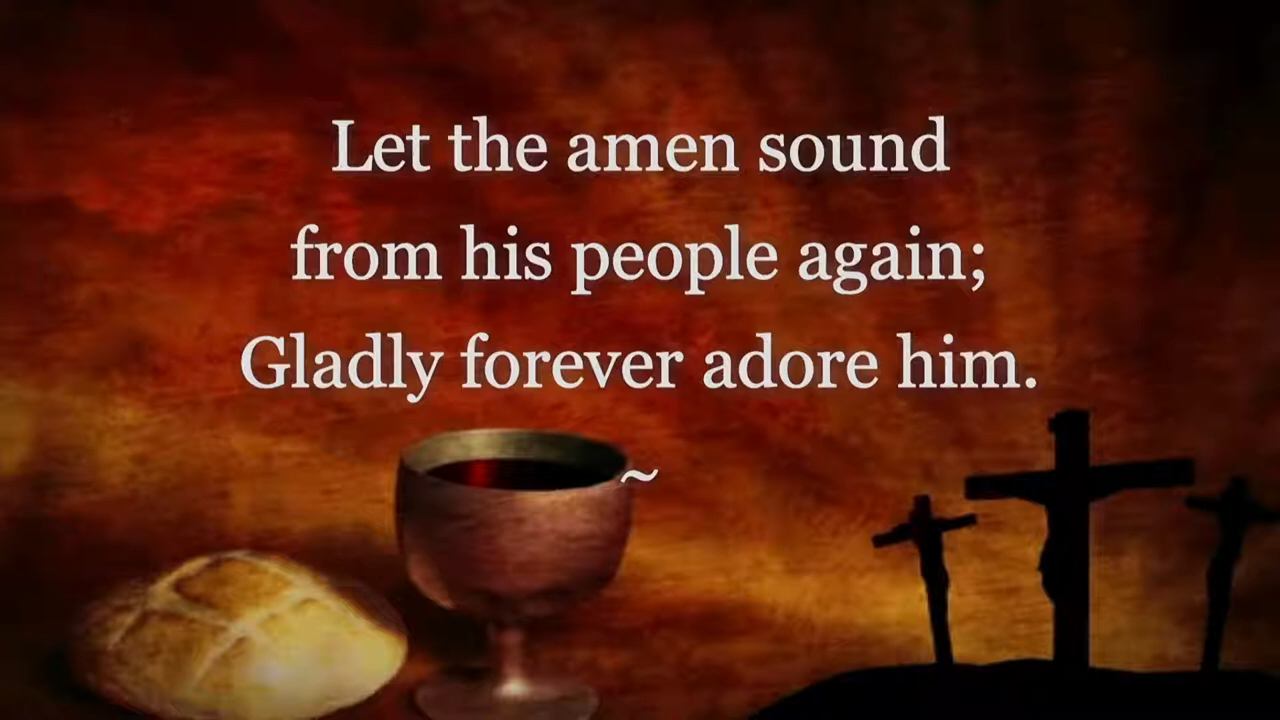 Let the amen sound
from his people again;
Gladly forever adore him.
~